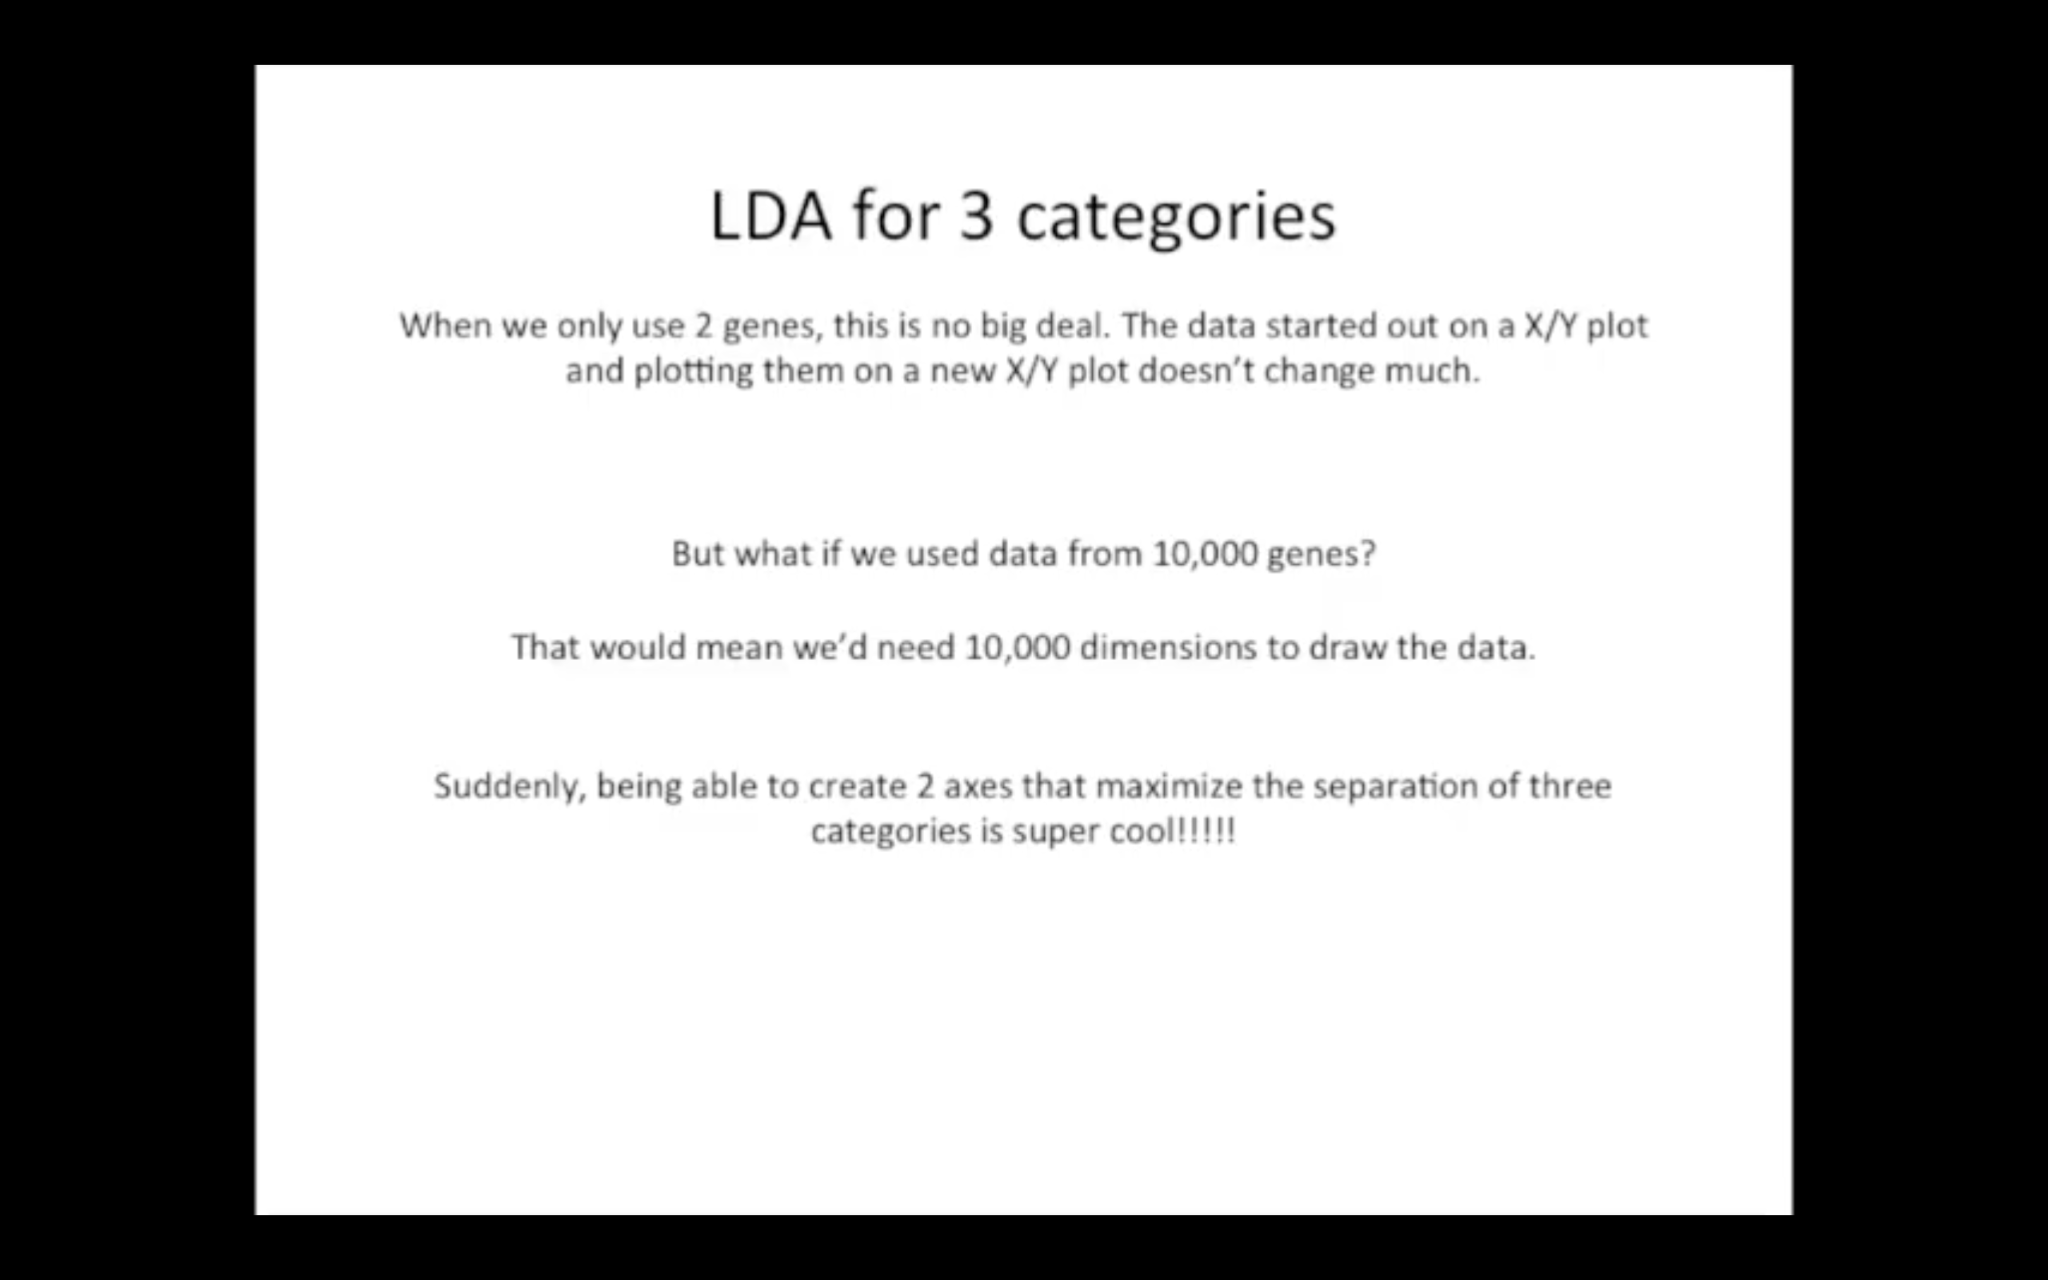 LDA for 3 categories
When we only use 2 genes, this is no big deal. The data started out on a X/Y plot
and plotting them on a new X/Y plot doesn’t change much.
But what if we used data from 10,000 genes?
That would mean we’d need 10,000 dimensions to draw the data.
Suddenly, being able to create 2 axes that maximize the separation of three
categories is super cool!!!!!